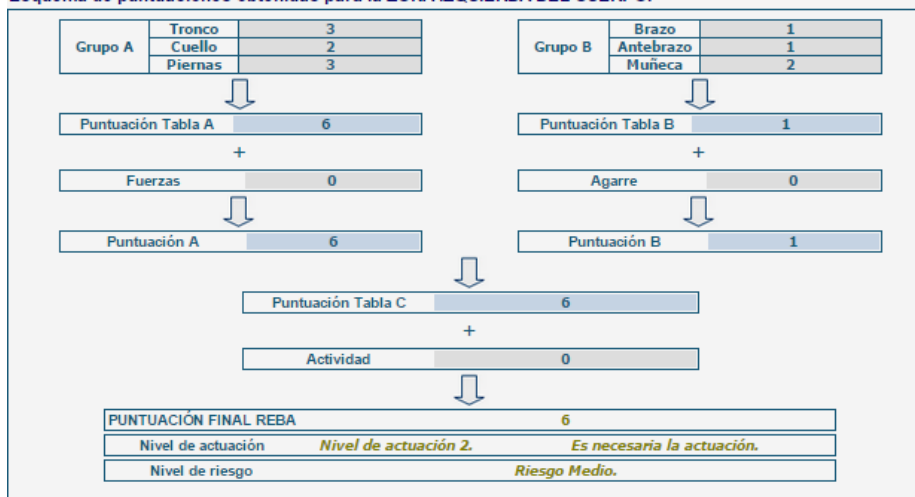 Grupo A Tronco 3
Cuello 2
Piernas 3
Grupo B Brazo 1
Antebrazo 1
Muñeca 2
Puntuación Tabla A 6
Puntuación Tabla B 1
+
+
Fuerzas 0
Agarre 0
Puntuación A 6
Puntuación B 1
Puntuación Tabla C 6
+
Actividad 0
PUNTUACIÓN FINAL REBA 6
Nivel de actuación Nivel de actuación 2. Es necesaria la actuación.
Nivel de riesgo Riesgo Medio.